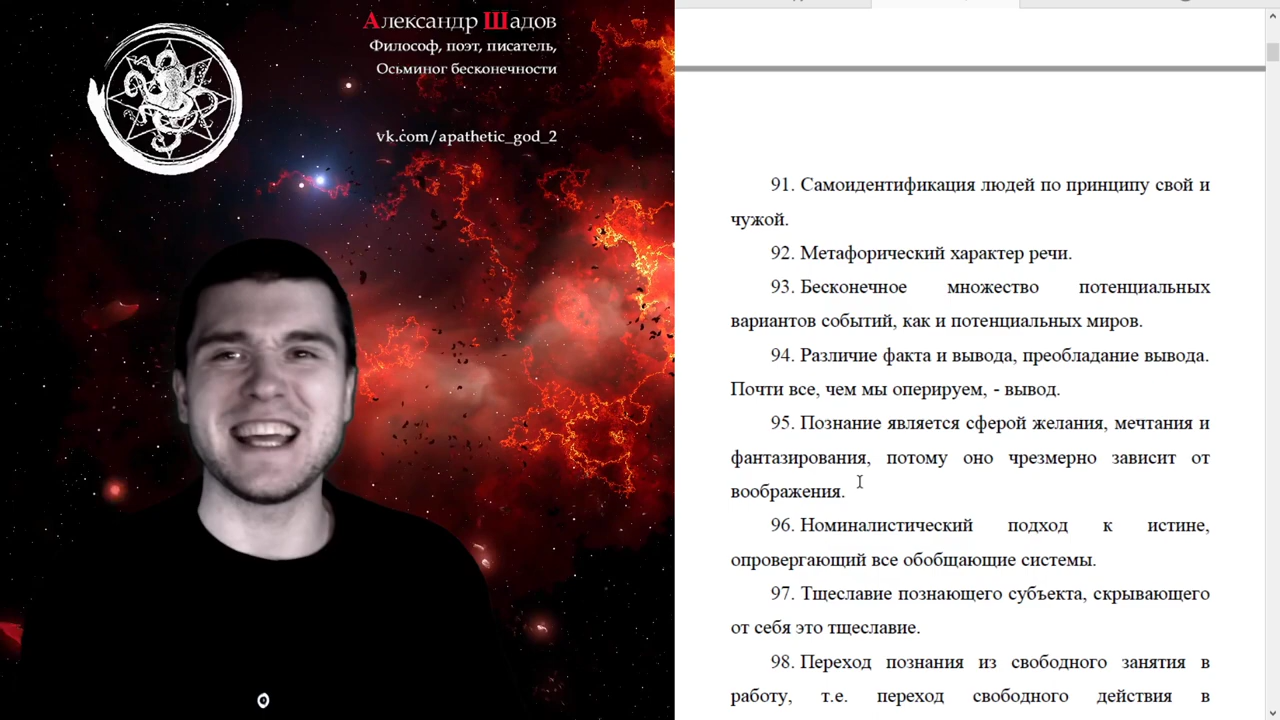 Александр Шадов
Философ, поэт, писатель,
Осьминог бесконечности
vk.com/apathetic_god_2
91. Самоидентификация людей по принципу свой и
чужой.
92. Метафорический характер речи.
93. Бесконечное множество потенциальных
вариантов событий, как и потенциальных миров.
94. Различие факта и вывода, преобладание вывода.
Почти все, чем мы оперируем, - вывод.
95. Познание является сферой желания, мечтания и
фантазирования, потому оно чрезмерно зависит от
воображения.
96. Номиналистический подход к истине,
опровергающий все обобщающие системы.
97. Тщеславие познающего субъекта, скрывающего
от себя это тщеславие.
98. Переход познания из свободного занятия в
работу, т.е. переход свободного действия в